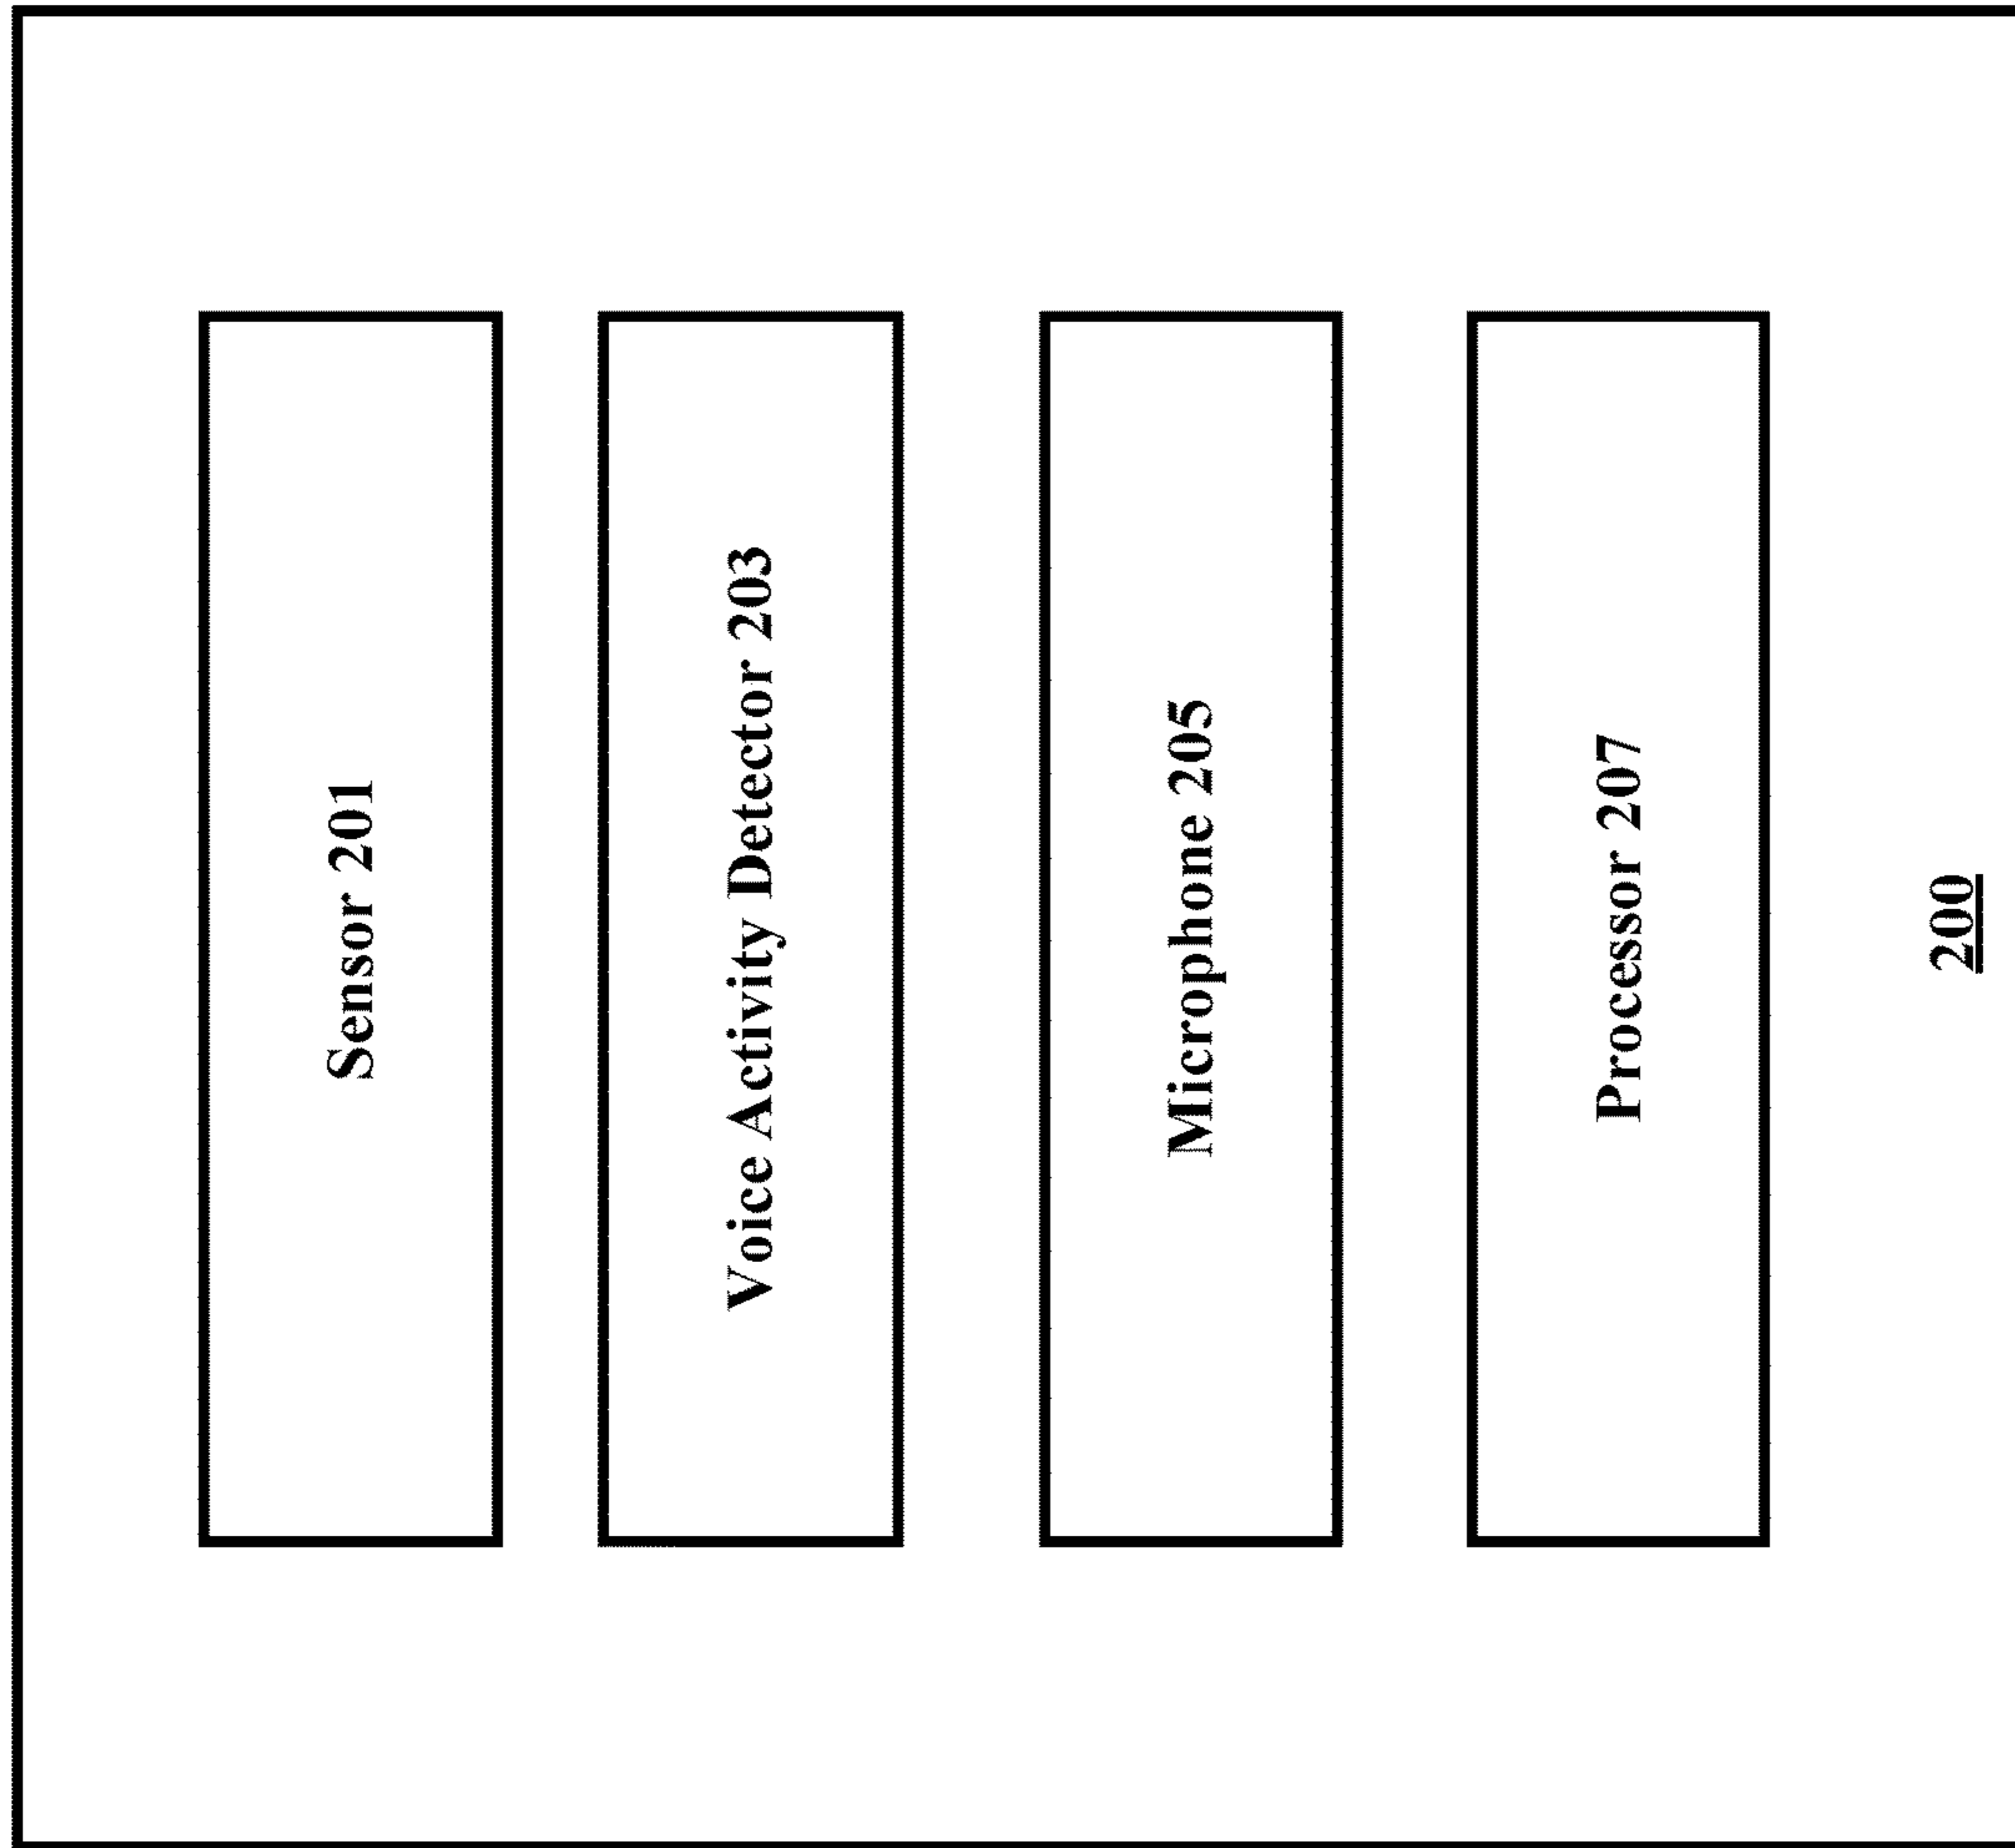 Sensor 201
Voice Activity Detector 203
Microphone 205
Processor 207
200